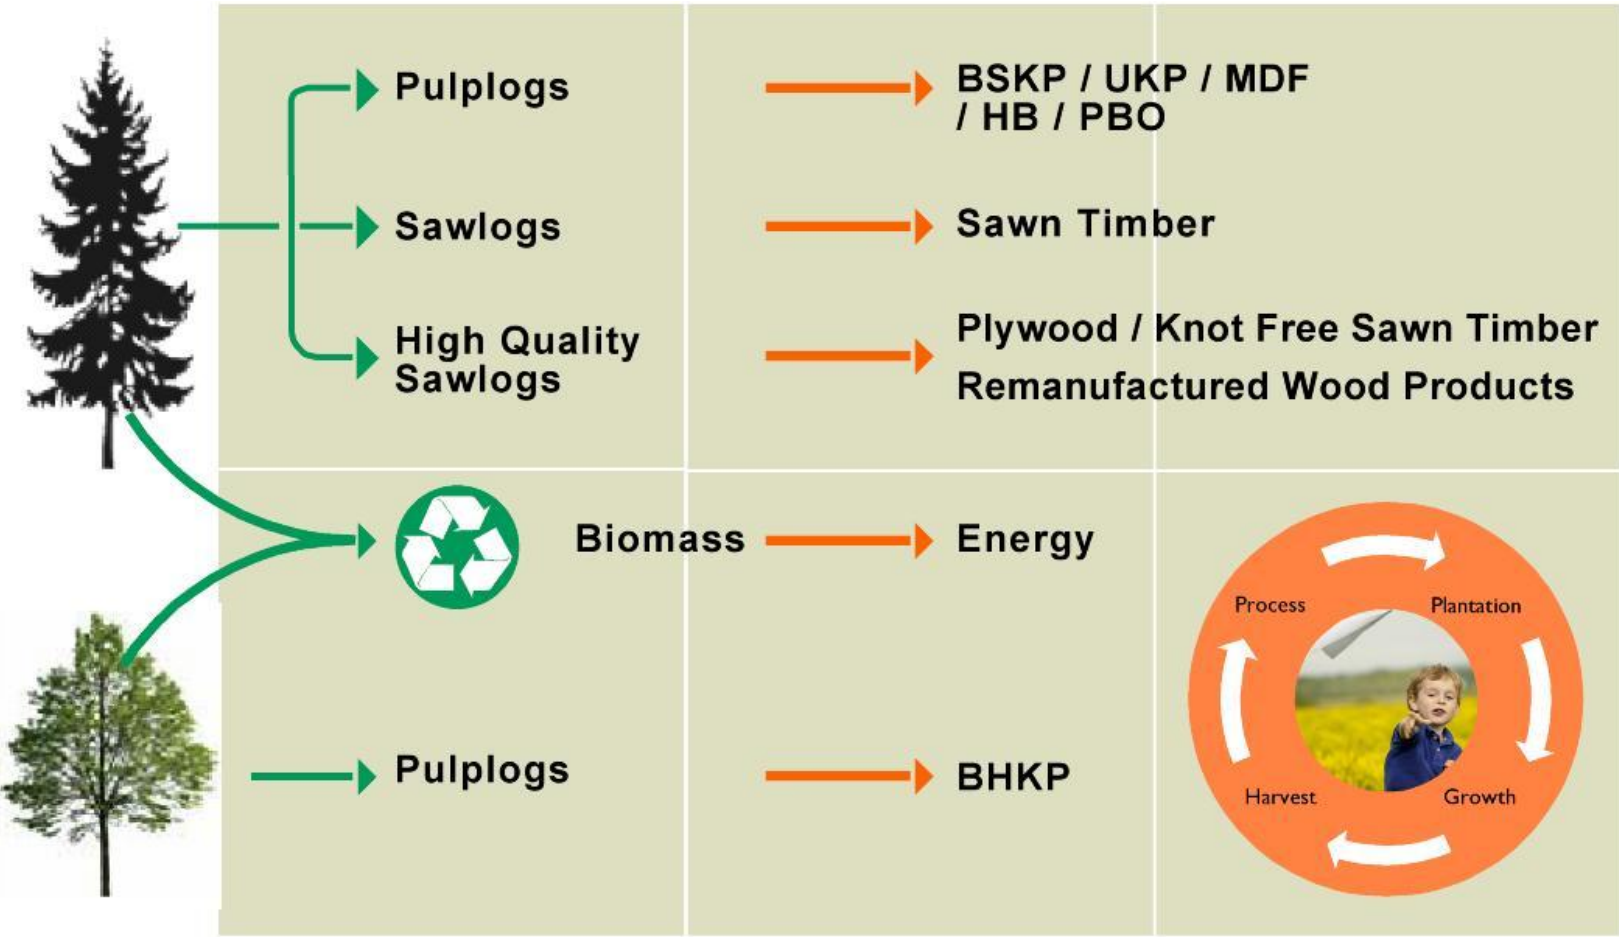 Pulplogs
BSKP / UKP / MDF
/ HB / PBO
Sawlogs
Sawn Timber
High Quality
Sawlogs
Plywood / Knot Free Sawn Timber
Remanufactured Wood Products
Biomass
Energy
Process
Plantation
Harvest
Growth
Pulplogs
BHKP